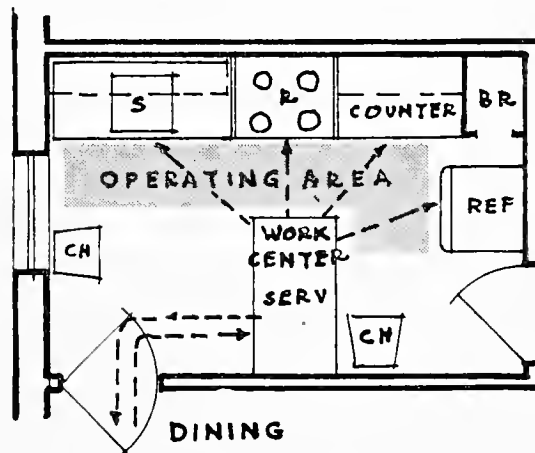 S
R
COUNTER
BR
OPERATING AREA
REF
WORK
CENTER
SERV
CH
CH
DINING